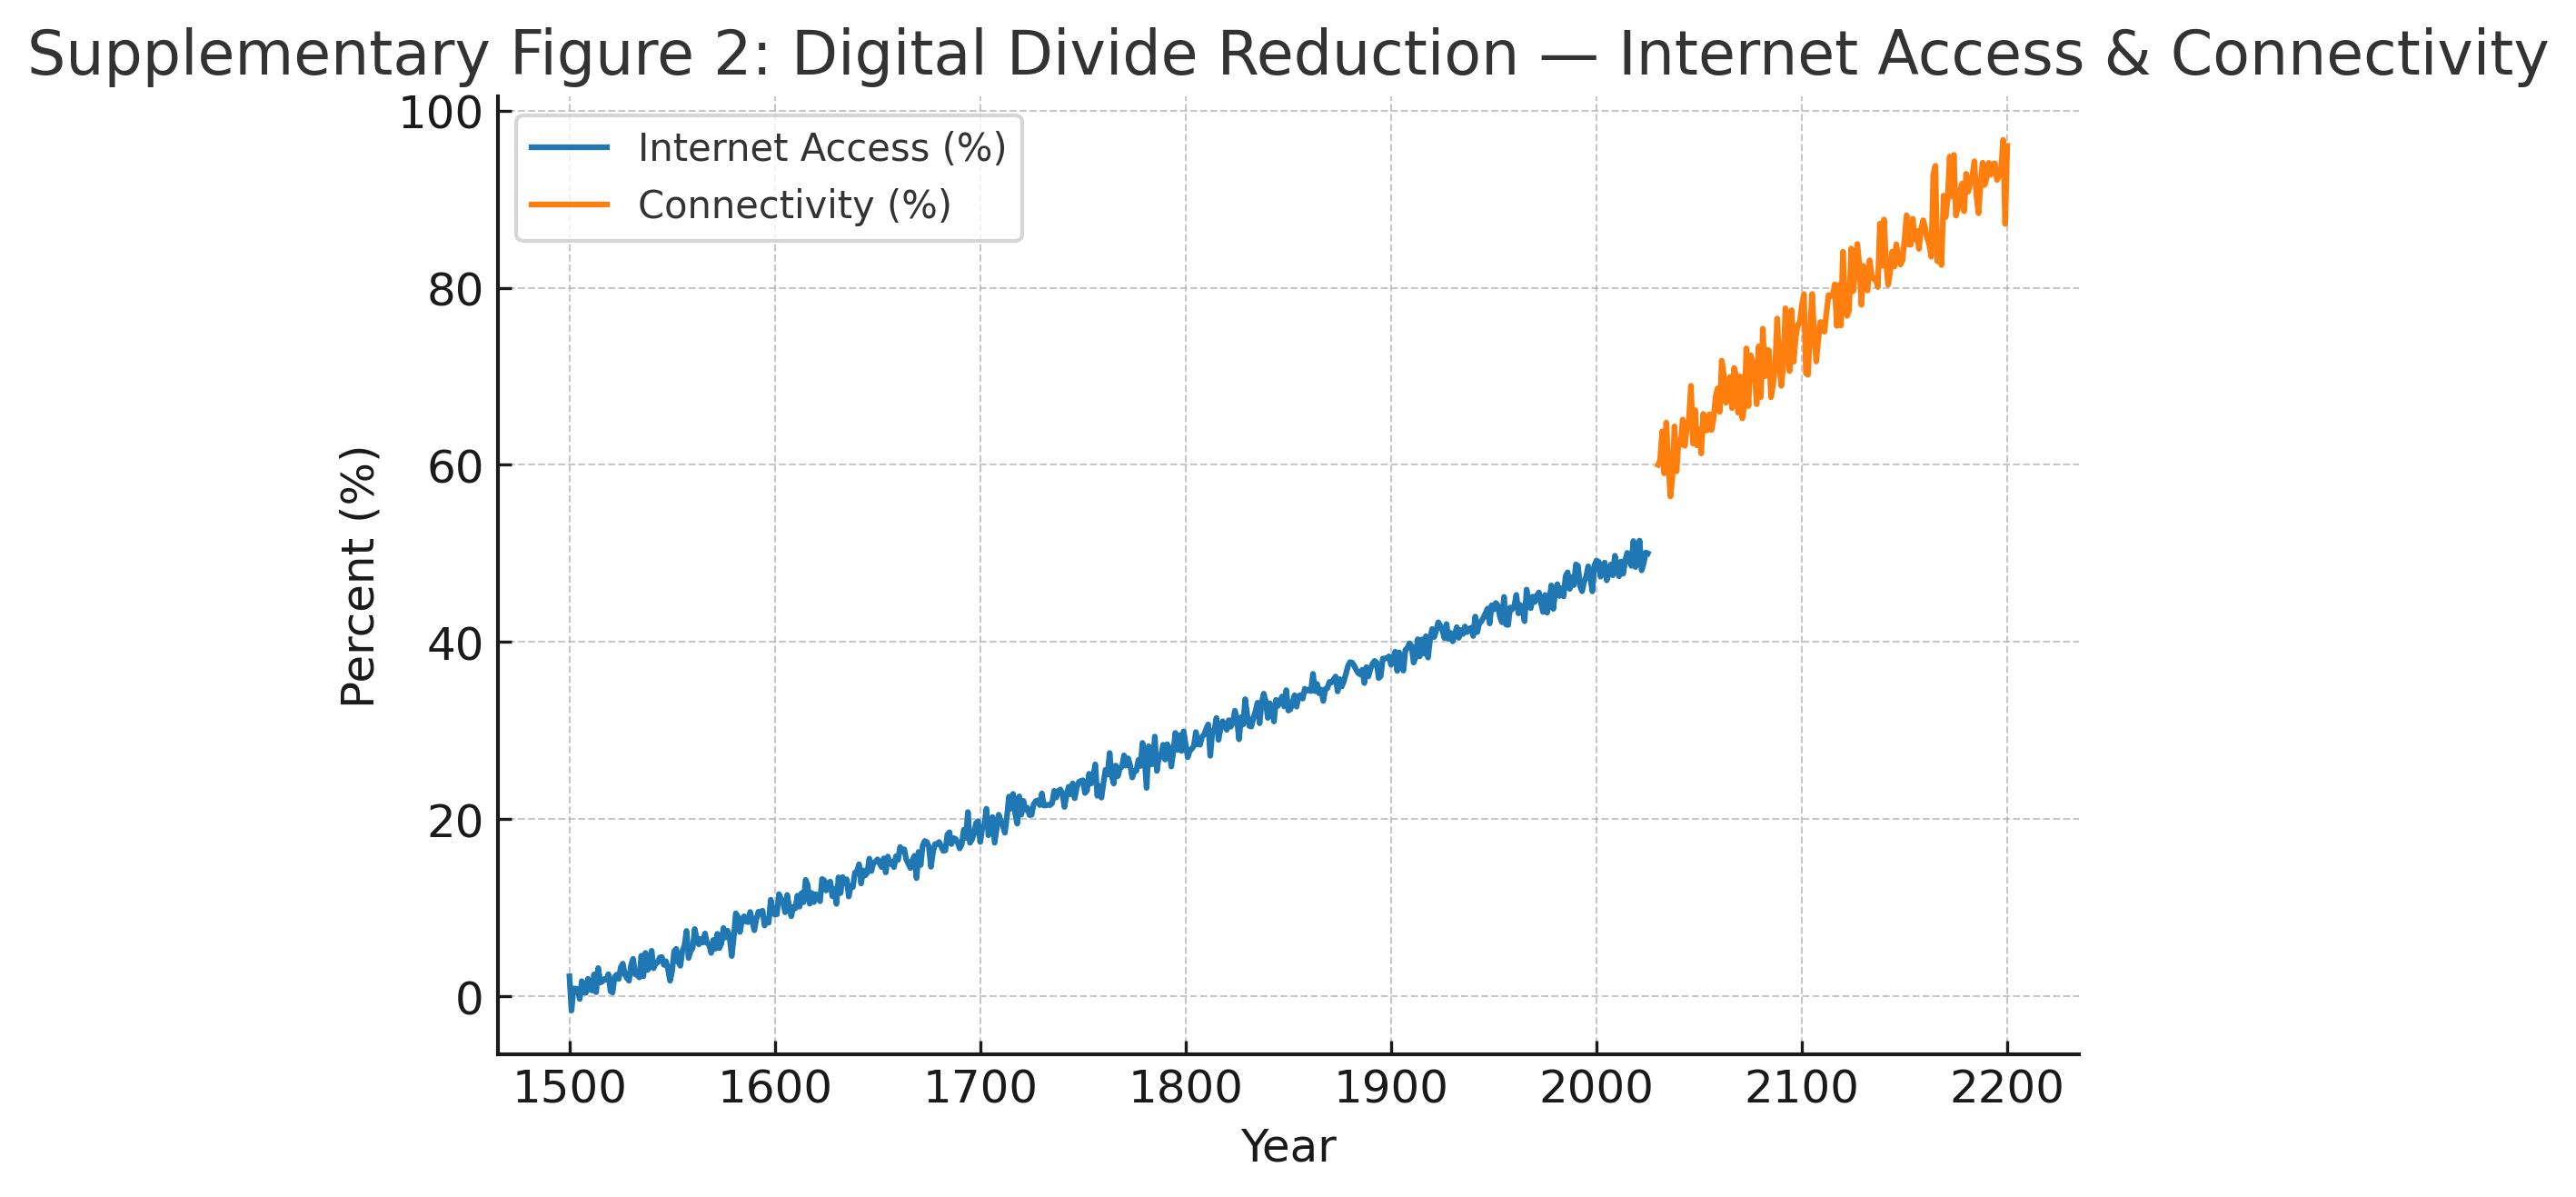 Supplementary Figure 2: Digital Divide Reduction — Internet Access & Connectivity
Internet Access (%)
Connectivity (%)
Percent (%)
100
80
60
40
20
0
1500 1600 1700 1800 1900 2000 2100 2200
Year